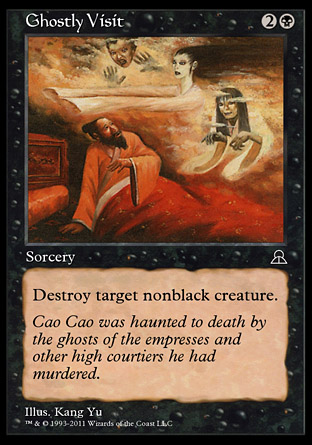 Ghostly Visit 2
Sorcery
Destroy target nonblack creature.
Cao Cao was haunted to death by
the ghosts of the empresses and
other high courtiers he had
murdered.
Illus. Kang Yu
™ & © 1993-2011 Wizards of the Coast LLC